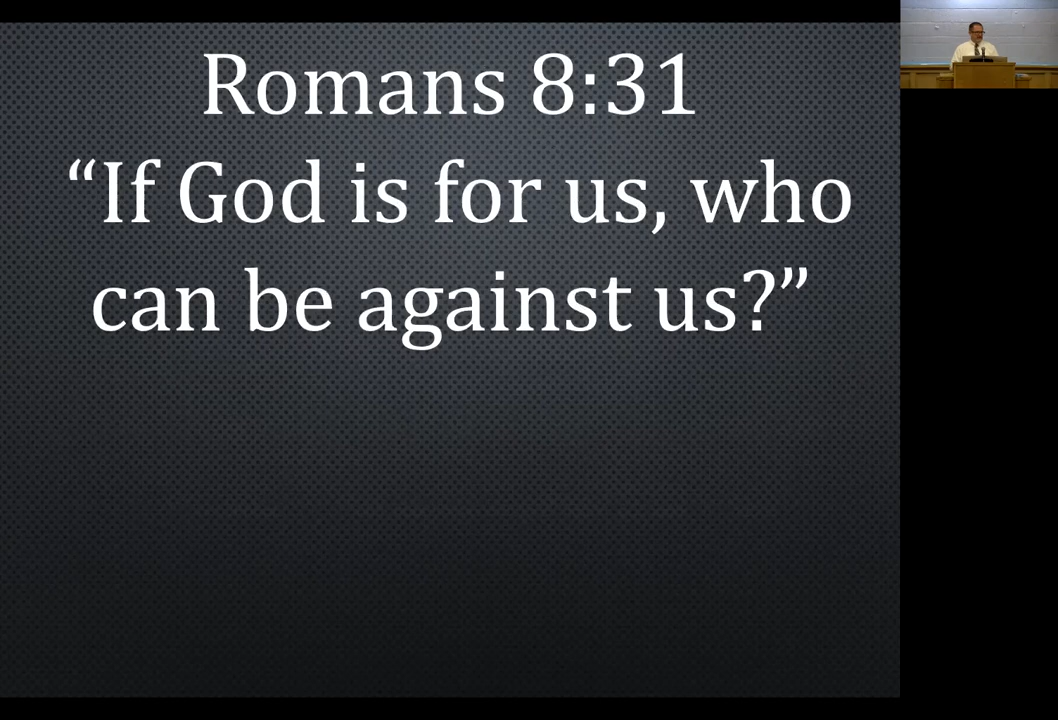 Romans 8:31
“If God is for us, who
can be against us?”